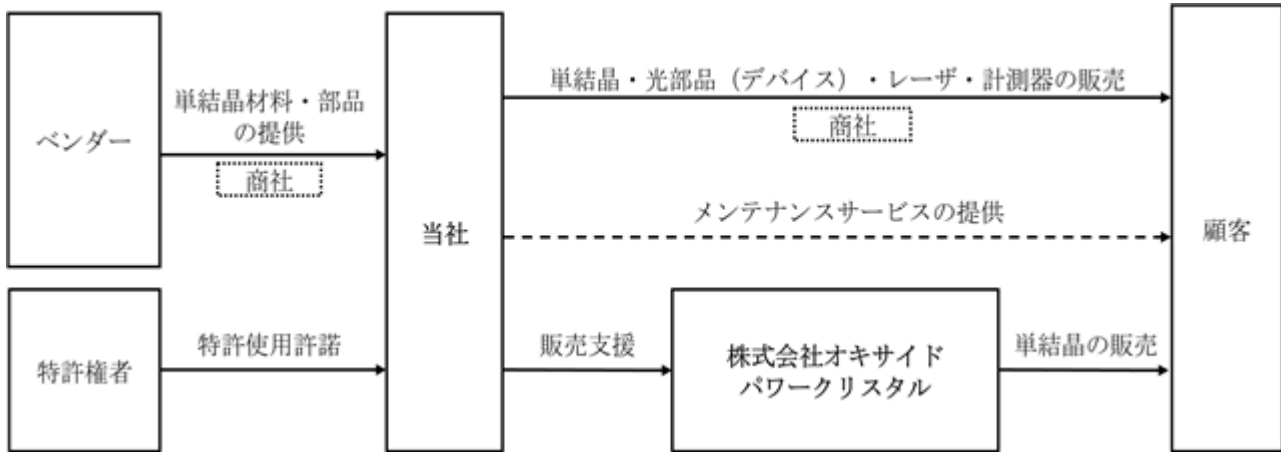 ベンダー
単結晶材料・部品
の提供
商社
特許権者
特許使用許諾
当社
単結晶・光部品（デバイス）・レーザ・計測器の販売
商社
メンテナンスサービスの提供
販売支援
株式会社オキサイド
パワークリスタル
単結晶の販売
顧客